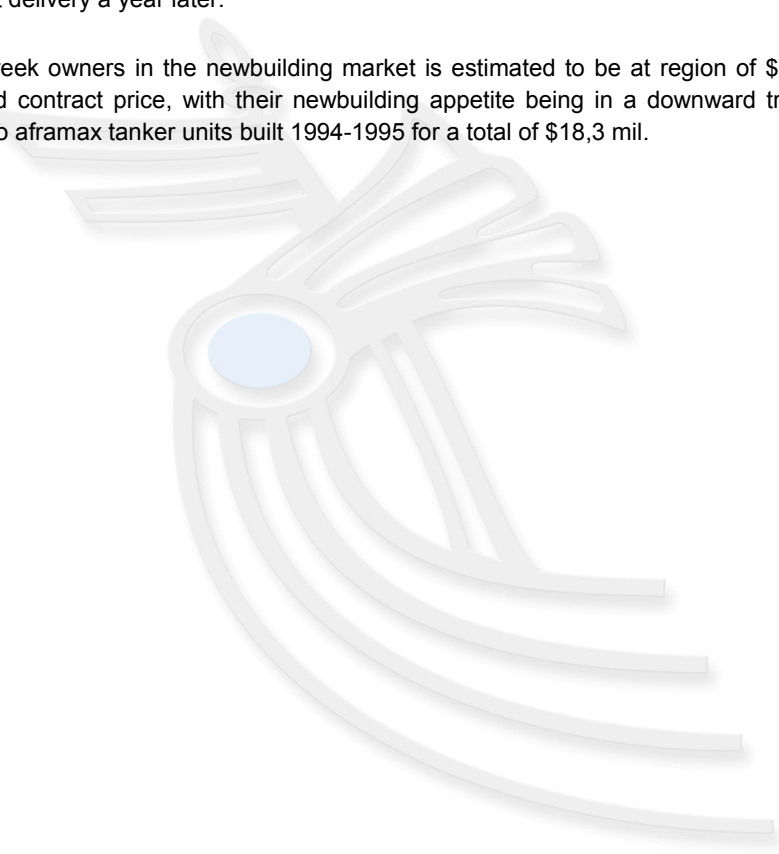 delivery a year later.
eek owners in the newbuilding market is estimated to be at region of $
d contract price, with their newbuilding appetite being in a downward
aframax tanker units built 1994-1995 for a total of $18,3 mil.